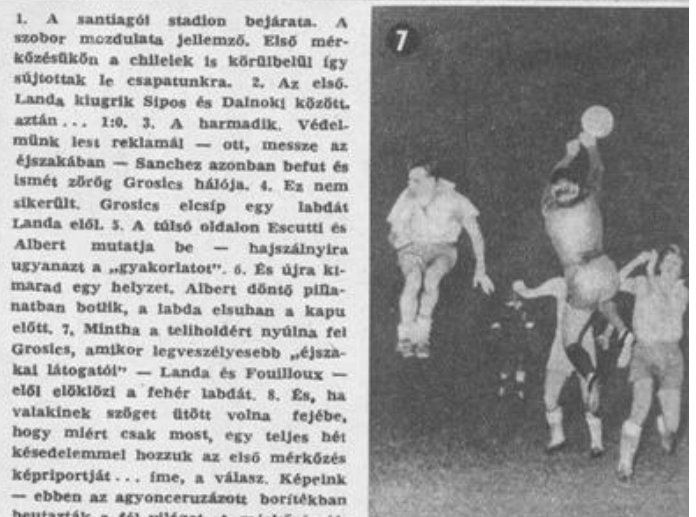 1. A santiagói stadion bejárata. A
szobor mozdulata jellemző. Első mér-
kőzésükön a chileiek is körülbelül így
sújtottak le csapatunkra. 2. Az első.
Landa kiugrik Sipos és Dalnoki között,
aztán... 1:0. 3. A harmadik. Védel-
münk lest reklamál — ott, messze az
éjszakában — Sanchez azonban befut és
ismét zörög Grosics hálója. 4. Ez nem
sikerült. Grosics elcsíp egy labdát
Landa elől. 5. A túlsó oldalon Escutti és
Albert mutatja be — hajszálnyira
ugyanazt a „gyakorlatot”. 6. És újra ki-
marad egy helyzet. Albert döntő pilla-
natban botlik, a labda elsuhan a kapu
előtt. 7. Mintha a teliholdért nyúlna fel
Grosics, amikor legveszélyesebb „éjsza-
kai látogatói” — Landa és Fouilloux —
elől elöklözi a fehér labdát. 8. És, ha
valakinek szöget ütött volna fejébe,
hogy miért csak most, egy teljes hét
késedelemmel hozzuk az első mérkőzés
képriportját... íme, a válasz. Képeink
— ebben az agyonceruzázott borítékban
beutazták a fél világot
7